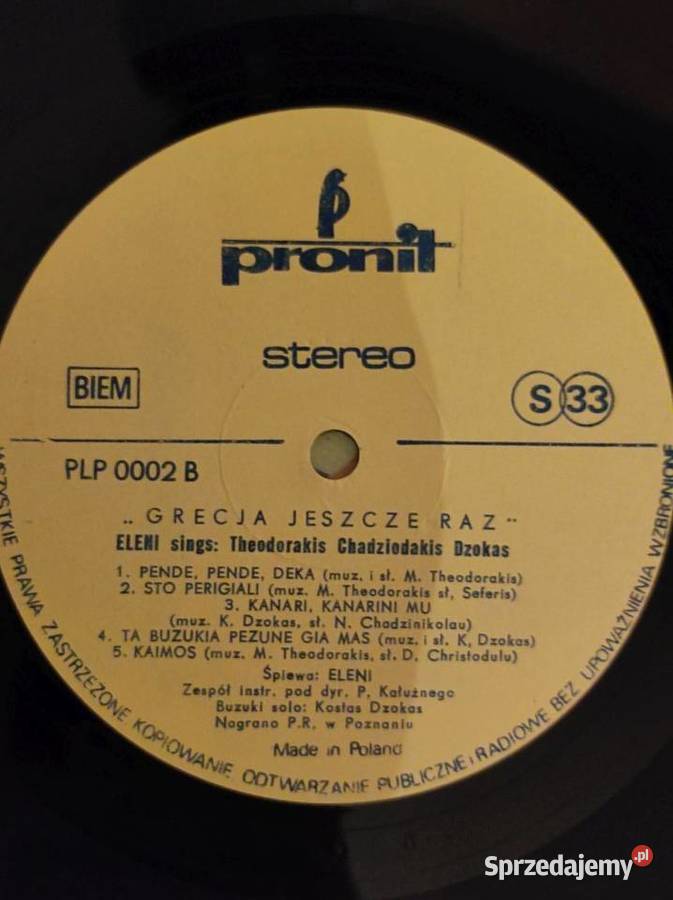 pronit
stereo
BIEM
S 33
PLP 0002 B
„GRECJA JESZCZE RAZ"
ELENI sings: Theodorakis Chadziodakis Dzokas
1. PENDE, PENDE, DEKA (muz. i sł. M. Theodorakis)
2. STO PERIGIALI (muz. M. Theodorakis sł, Seferis)
3. KANARI, KANARINI MU
(muz. K. Dzokas, sł. N. Chadzinikolau)
4. TA BUZUKIA PEZUNE GIA MAS (muz. i sł. K, Dzokas)
5. KAIMOS (muz. M. Theodorakis, sł. D. Christodulu)
Śpiewa: ELENI
Zespół instr. pod dyr. P, Kałużnego
Buzuki solo: Kostas Dzokas
Nagrano P.R. w Poznaniu
Made in Poland
WSZYSTKIE PRAWA ZASTRZEŻONE KOPIOWANIE, ODTWARZANIE PUBLICZNE i RADIOWE BEZ UPOWAŻNIENIA WZBRONIONE
Sprzedajemy.pl